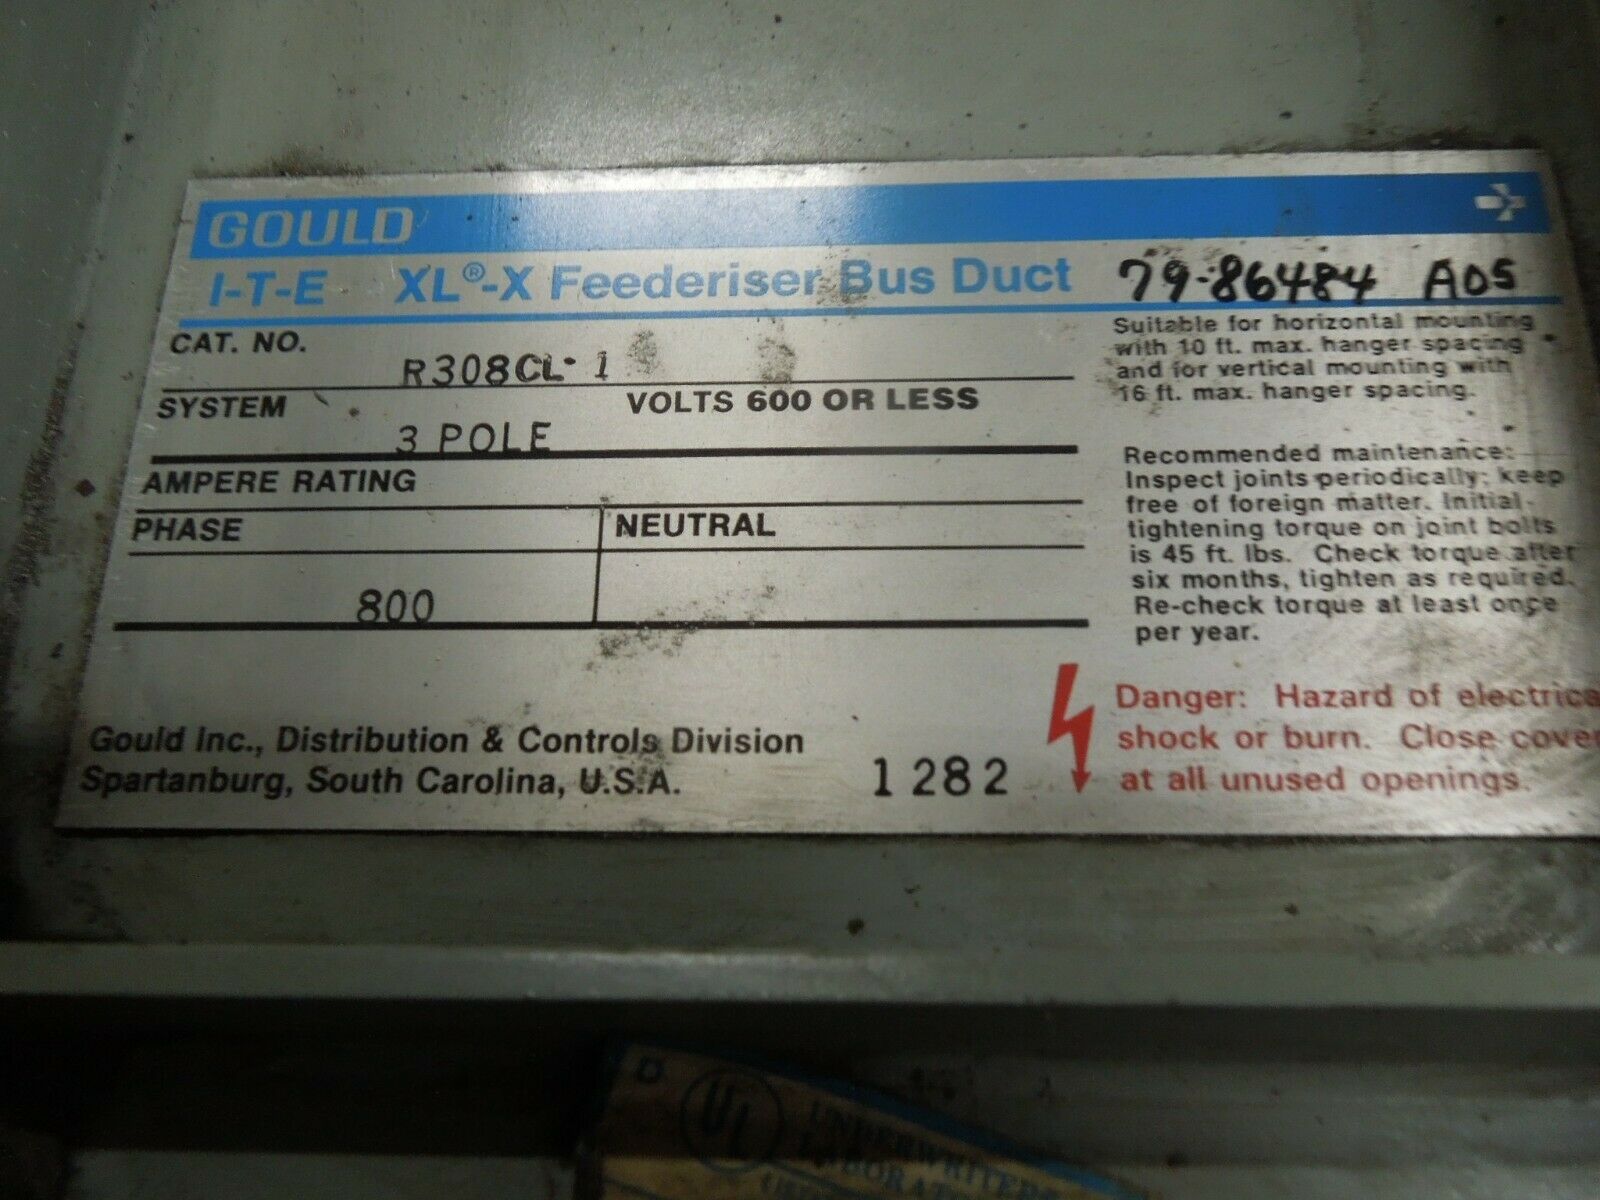 GOULD
I-T-E XL®-X Feederiser Bus Duct
79-86484 A05
CAT. NO.
R308CL-1
SYSTEM
VOLTS 600 OR LESS
3 POLE
AMPERE RATING
PHASE
NEUTRAL
800
Gould Inc., Distribution & Controls Division
Spartanburg, South Carolina, U.S.A.
1282
Suitable for horizontal mounting
with 10 ft. max. hanger spacing
and for vertical mounting with
16 ft. max. hanger spacing.
Recommended maintenance:
Inspect joints periodically; keep
free of foreign matter. Initial
tightening torque on joint bolts
is 45 ft. lbs. Check torque after
six months, tighten as required.
Re-check torque at least once
per year.
Danger: Hazard of electrica
shock or burn. Close cover
at all unused openings.
D
UL
UNDERWRITERS
LABORAT